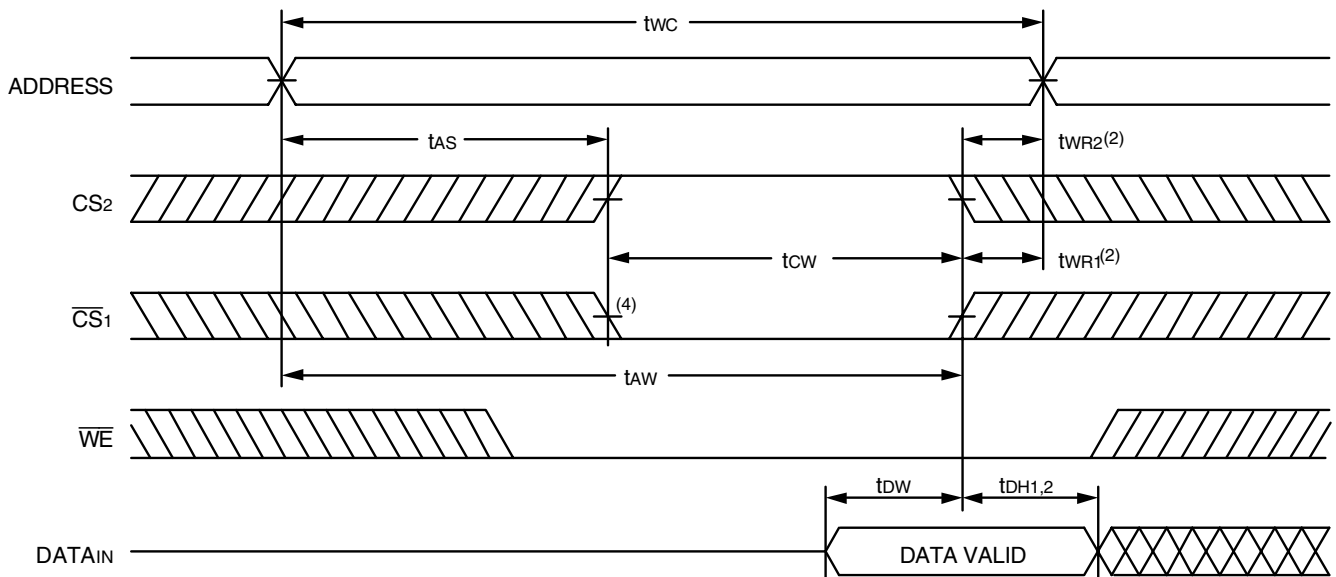 tWC
ADDRESS
tAS
tWR2(2)
CS2
tCW
tWR1(2)
CS1
(4)
tAW
WE
tDW
tDH1,2
DATAIN
DATA VALID